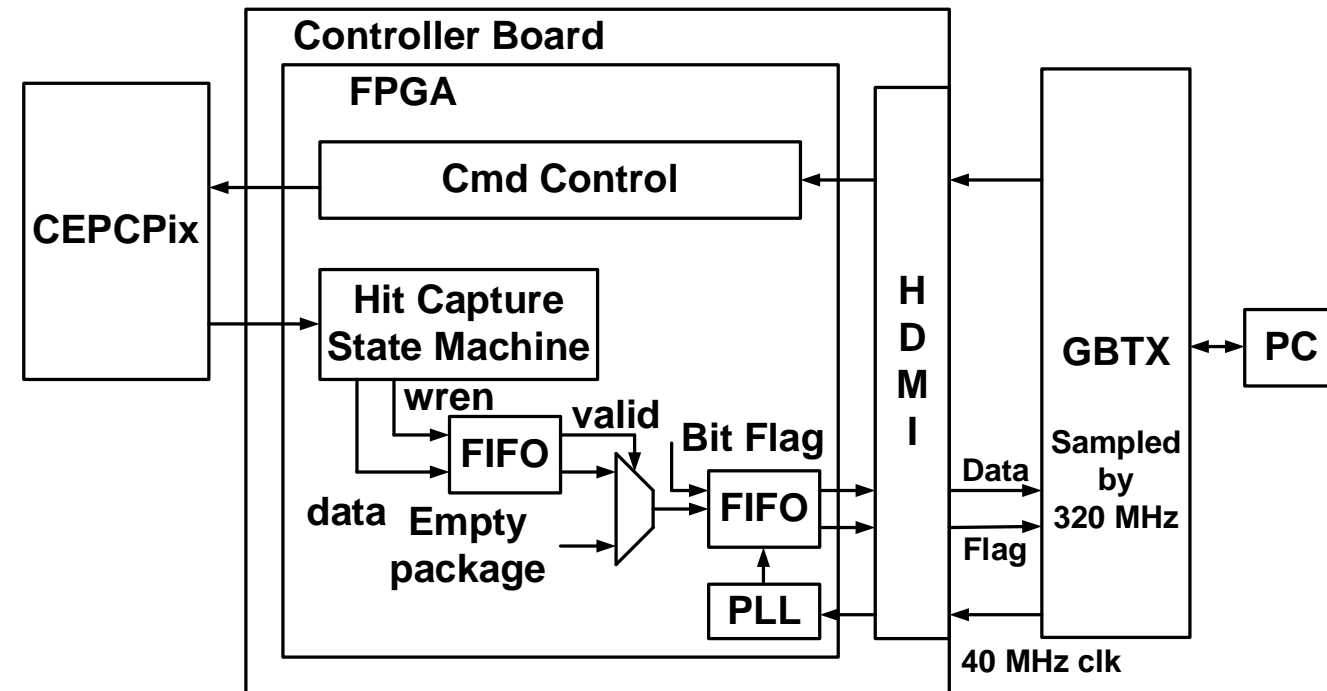 Controller Board
FPGA
CEPCPix
Cmd Control
Hit Capture
State Machine
wren
valid
FIFO
data
Empty
package
Bit Flag
FIFO
PLL
H
D
M
I
Data
Flag
40 MHz clk
GBTX
Sampled
by
320 MHz
PC